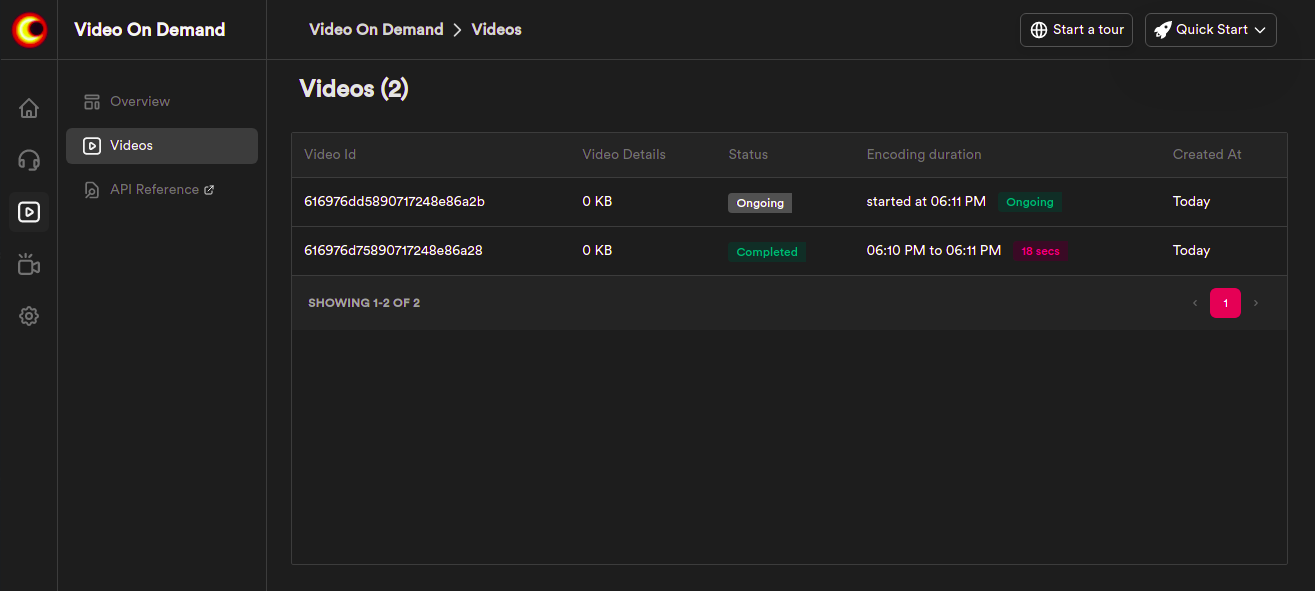 Video On Demand
Video On Demand > Videos
Start a tour
Quick Start
Overview
Videos
API Reference
Videos (2)
Video Id Video Details Status Encoding duration Created At
616976dd5890717248e86a2b 0 KB Ongoing started at 06:11 PM Ongoing Today
616976d75890717248e86a28 0 KB Completed 06:10 PM to 06:11 PM 18 secs Today
SHOWING 1-2 OF 2 ‹ 1 ›